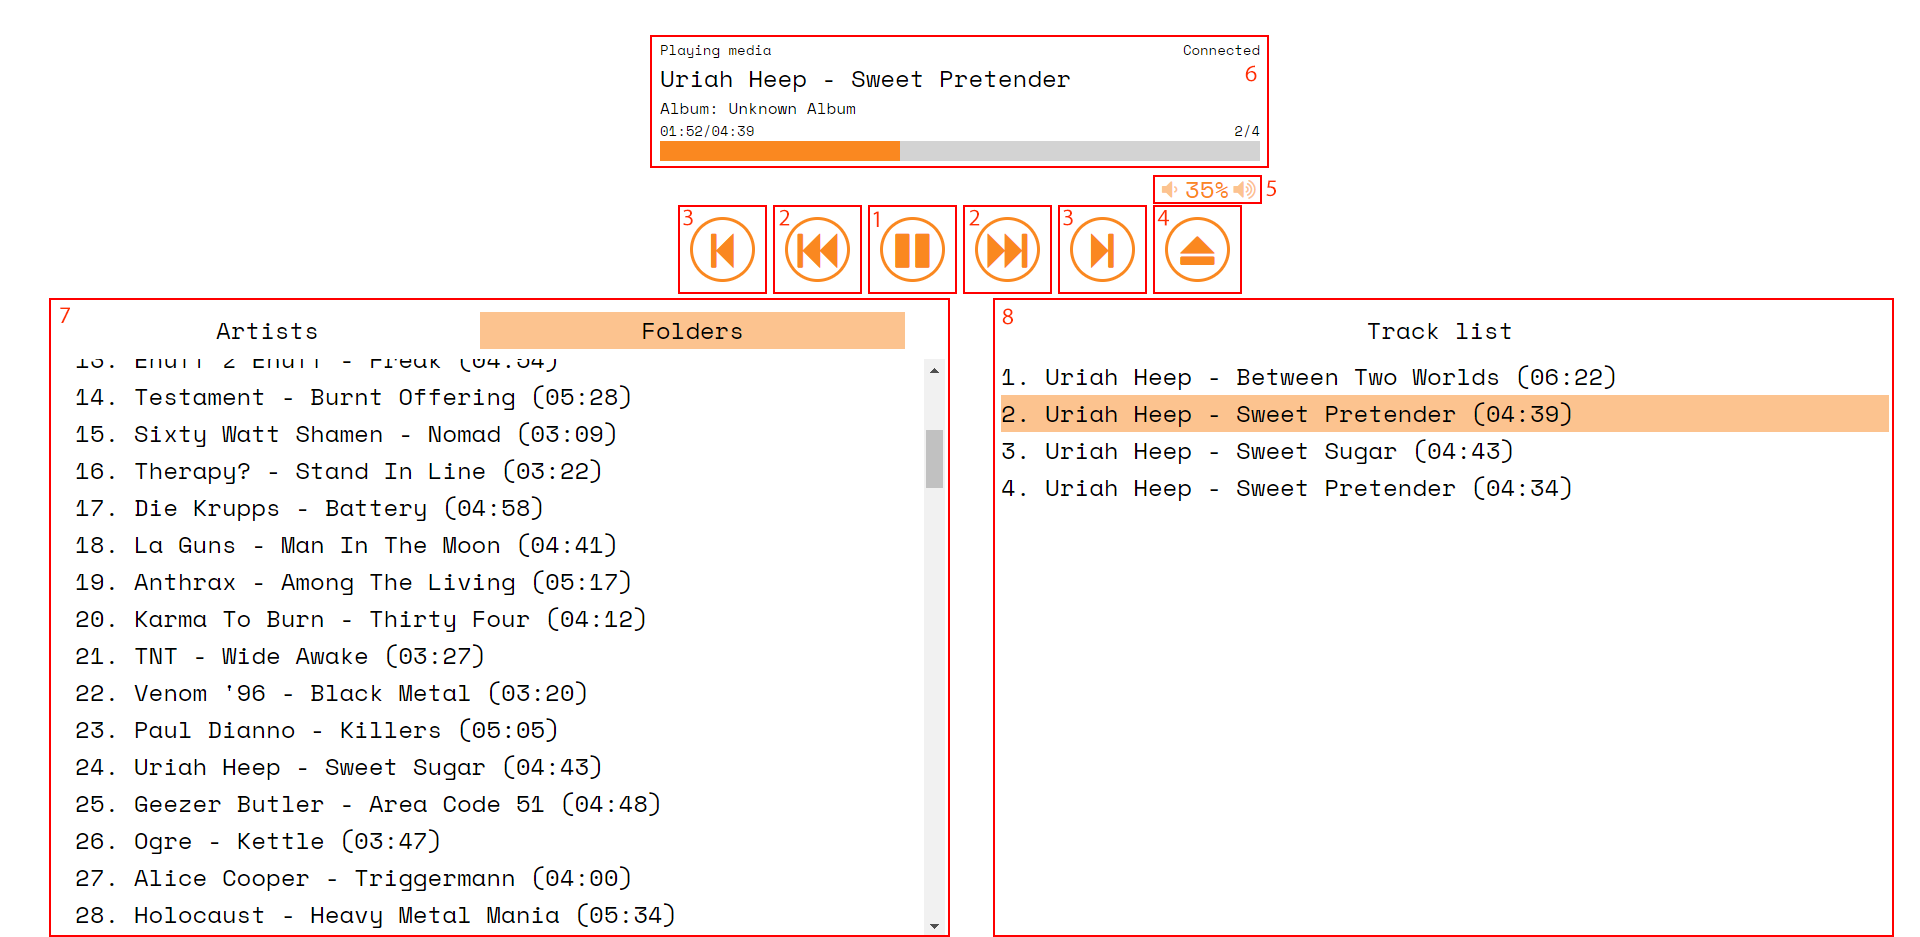 Playing media
Connected
Uriah Heep - Sweet Pretender
6
Album: Unknown Album
01:52/04:39
2/4
35%
5
3
2
1
2
3
4
7
Artists
Folders
13. Enuff Z Enuff - Freak (04:54)
14. Testament - Burnt Offering (05:28)
15. Sixty Watt Shamen - Nomad (03:09)
16. Therapy? - Stand In Line (03:22)
17. Die Krupps - Battery (04:58)
18. La Guns - Man In The Moon (04:41)
19. Anthrax - Among The Living (05:17)
20. Karma To Burn - Thirty Four (04:12)
21. TNT - Wide Awake (03:27)
22. Venom '96 - Black Metal (03:20)
23. Paul Dianno - Killers (05:05)
24. Uriah Heep - Sweet Sugar (04:43)
25. Geezer Butler - Area Code 51 (04:48)
26. Ogre - Kettle (03:47)
27. Alice Cooper - Triggermann (04:00)
28. Holocaust - Heavy Metal Mania (05:34)
8
Track list
1. Uriah Heep - Between Two Worlds (06:22)
2. Uriah Heep - Sweet Pretender (04:39)
3. Uriah Heep - Sweet Sugar (04:43)
4. Uriah Heep - Sweet Pretender (04:34)